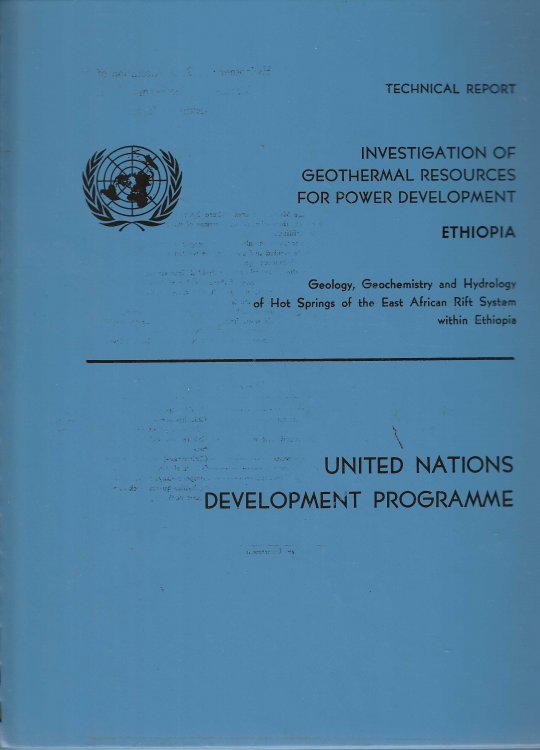 TECHNICAL REPORT
INVESTIGATION OF
GEOTHERMAL RESOURCES
FOR POWER DEVELOPMENT
ETHIOPIA
Geology, Geochemistry and Hydrology
of Hot Springs of the East African Rift System
within Ethiopia
UNITED NATIONS
DEVELOPMENT PROGRAMME